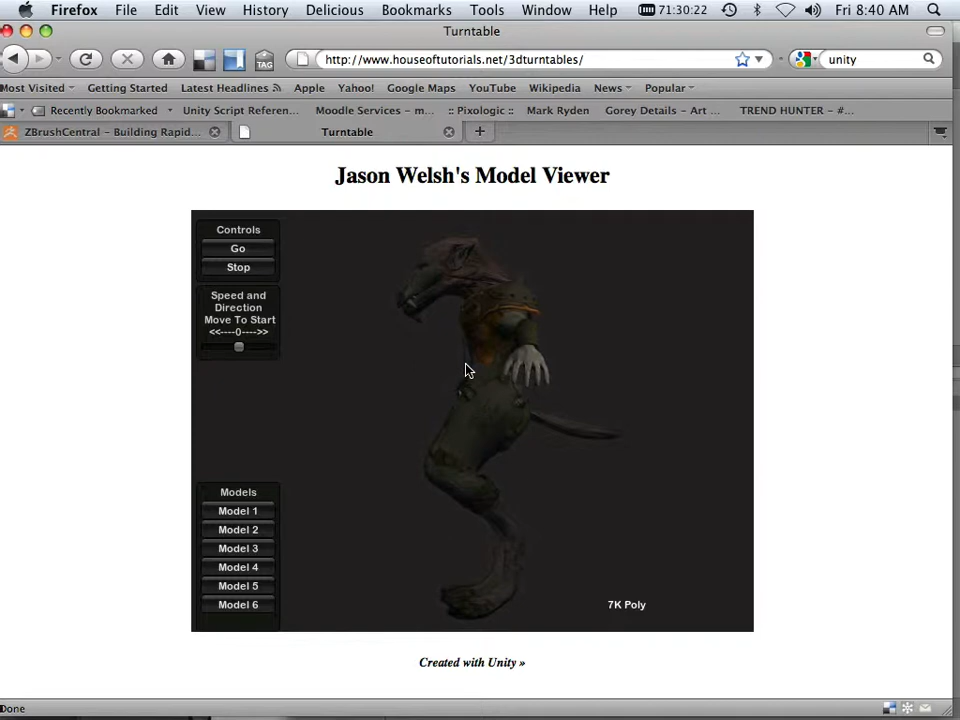 Firefox File Edit View History Delicious Bookmarks Tools Window Help 71:30:22 Fri 8:40 AM
Turntable
TAG http://www.houseoftutorials.net/3dturntables/ unity
Most Visited Getting Started Latest Headlines Apple Yahoo! Google Maps YouTube Wikipedia News Popular
Recently Bookmarked Unity Script Referen... Moodle Services - m... :: Pixologic :: Mark Ryden Gorey Details - Art ... TREND HUNTER - #...
ZBrushCentral - Building Rapid... Turntable
Jason Welsh's Model Viewer
Controls
Go
Stop
Speed and
Direction
Move To Start
<<----0---->>
Models
Model 1
Model 2
Model 3
Model 4
Model 5
Model 6
7K Poly
Created with Unity »
Done